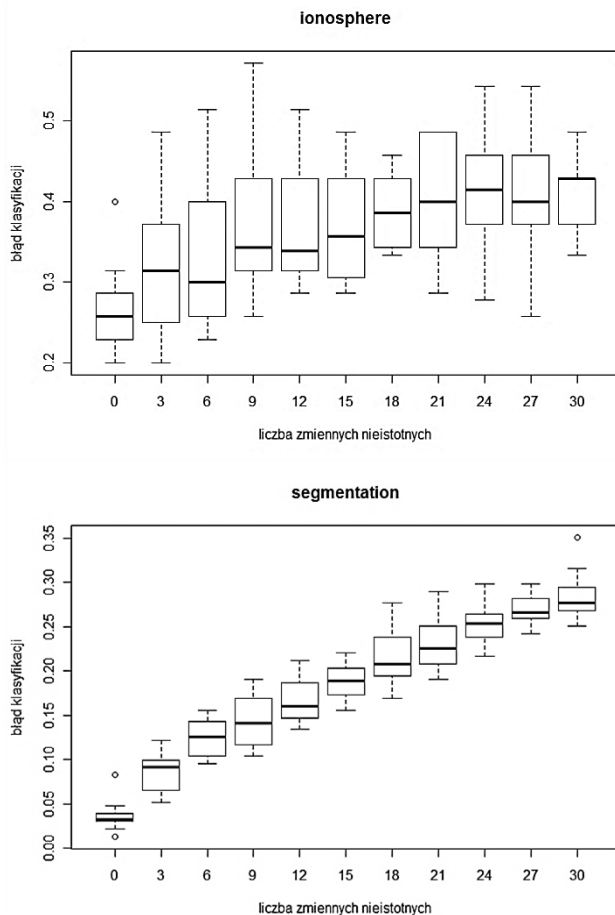 ionosphere
błąd klasyfikacji
0.5
0.4
0.3
0.2
0 3 6 9 12 15 18 21 24 27 30
liczba zmiennych nieistotnych
segmentation
błąd klasyfikacji
0.35
0.30
0.25
0.20
0.15
0.10
0.05
0.00
0 3 6 9 12 15 18 21 24 27 30
liczba zmiennych nieistotnych